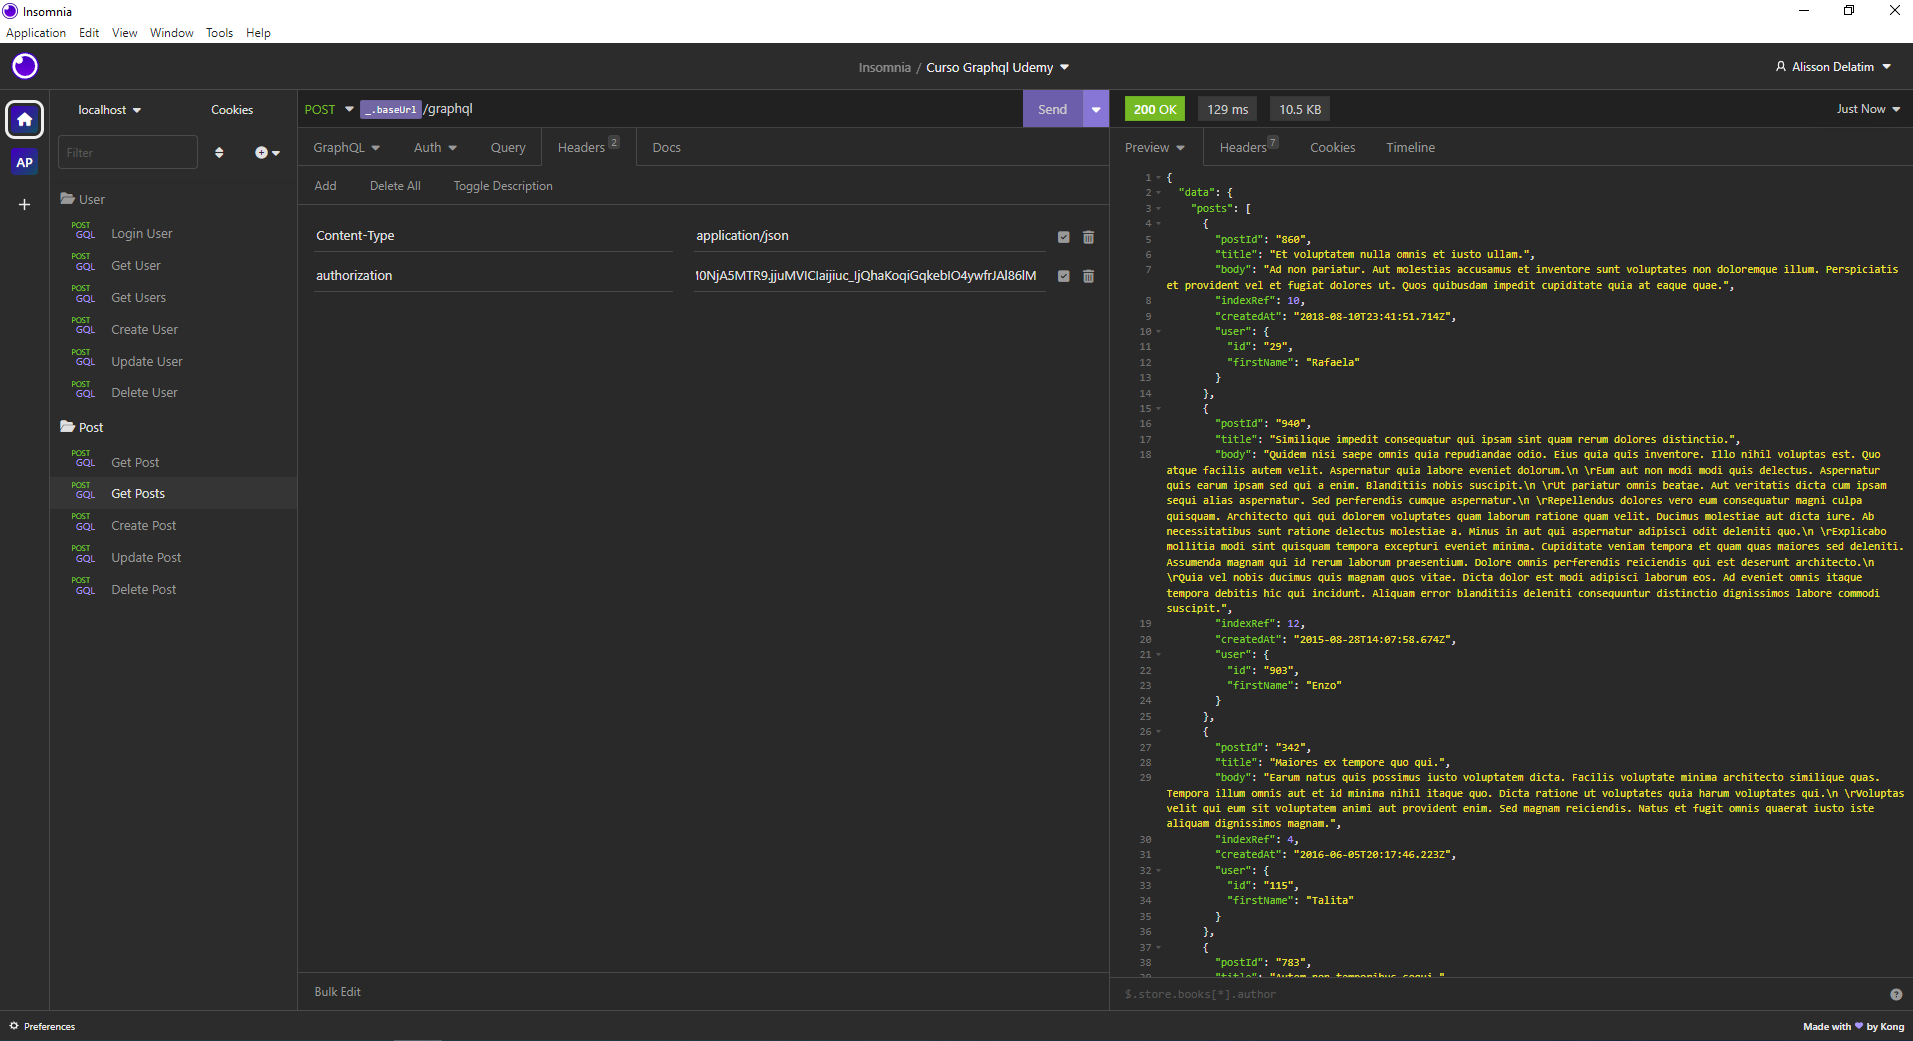 Insomnia
Application Edit View Window Tools Help
Insomnia / Curso Graphql Udemy
Alisson Delatim
AP
localhost
Cookies
Filter
User
POST GQL Login User
POST GQL Get User
POST GQL Get Users
POST GQL Create User
POST GQL Update User
POST GQL Delete User
Post
POST GQL Get Post
POST GQL Get Posts
POST GQL Create Post
POST GQL Update Post
POST GQL Delete Post
POST _.baseUrl /graphql
Send
GraphQL Auth Query Headers 2 Docs
Add Delete All Toggle Description
Content-Type application/json
authorization
Bulk Edit
200 OK 129 ms 10.5 KB
Just Now
Preview Headers 7 Cookies Timeline
1 {
2 "data": {
3 "posts": [
4 {
5 "postId": "860",
6 "title": "Et voluptatem nulla omnis et iusto ullam.",
7 "body": "Ad non pariatur. Aut molestias accusamus et inventore sunt voluptates non doloremque illum. Perspiciatis
et provident vel et fugiat dolores ut. Quos quibusdam impedit cupiditate quia at eaque quae.",
8 "indexRef": 10,
9 "createdAt": "2018-08-10T23:41:51.714Z",
10 "user": {
11 "id": "29",
12 "firstName": "Rafaela"
13 }
14 },
15 {
16 "postId": "940",
17 "title": "Similique impedit consequatur qui ipsam sint quam rerum dolores distinctio.",
18 "body": "Quidem nisi saepe omnis quia repudiandae odio. Eius quia quis inventore. Illo nihil voluptas est. Quo
atque facilis autem velit. Aspernatur quia labore eveniet dolorum.\n \rEum aut non modi modi quis delectus. Aspernatur
quis earum ipsam sed qui a enim. Blanditiis nobis suscipit.\n \rUt pariatur omnis beatae. Aut veritatis dicta cum ipsam
sequi alias aspernatur. Sed perferendis cumque aspernatur.\n \rRepellendus dolores vero eum consequatur magni culpa
quisquam. Architecto qui qui dolorem voluptates quam laborum ratione quam velit. Ducimus molestiae aut dicta iure. Ab
necessitatibus sunt ratione delectus molestiae a. Minus in aut qui aspernatur adipisci odit deleniti quo.\n \rExplicabo
mollitia modi sint quisquam tempora excepturi eveniet minima. Cupiditate veniam tempora et quam quas maiores sed deleniti.
Assumenda magnam qui id rerum laborum praesentium. Dolore omnis perferendis reiciendis qui est deserunt architecto.\n
\rQuia vel nobis ducimus quis magnam quos vitae. Dicta dolor est modi adipisci laborum eos. Ad eveniet omnis itaque
tempora debitis hic qui incidunt. Aliquam error blanditiis deleniti consequuntur distinctio dignissimos labore commodi
suscipit.",
19 "indexRef": 12,
20 "createdAt": "2015-08-28T14:07:58.674Z",
21 "user": {
22 "id": "903",
23 "firstName": "Enzo"
24 }
25 },
26 {
27 "postId": "342",
28 "title": "Maiores ex tempore quo qui.",
29 "body": "Earum natus quis possimus iusto voluptatem dicta. Facilis voluptate minima architecto similique quas.
Tempora illum omnis aut et id minima nihil itaque quo. Dicta ratione ut voluptates quia harum voluptates qui.\n \rVoluptas
velit qui eum sit voluptatem animi aut provident enim. Sed magnam reiciendis. Natus et fugit omnis quaerat iusto iste
aliquam dignissimos magnam.",
30 "indexRef": 4,
31 "createdAt": "2016-06-05T20:17:46.223Z",
32 "user": {
33 "id": "115",
34 "firstName": "Talita"
35 }
36 },
37 {
38 "postId": "783",
$.store.books[*].author
Preferences
Made with by Kong